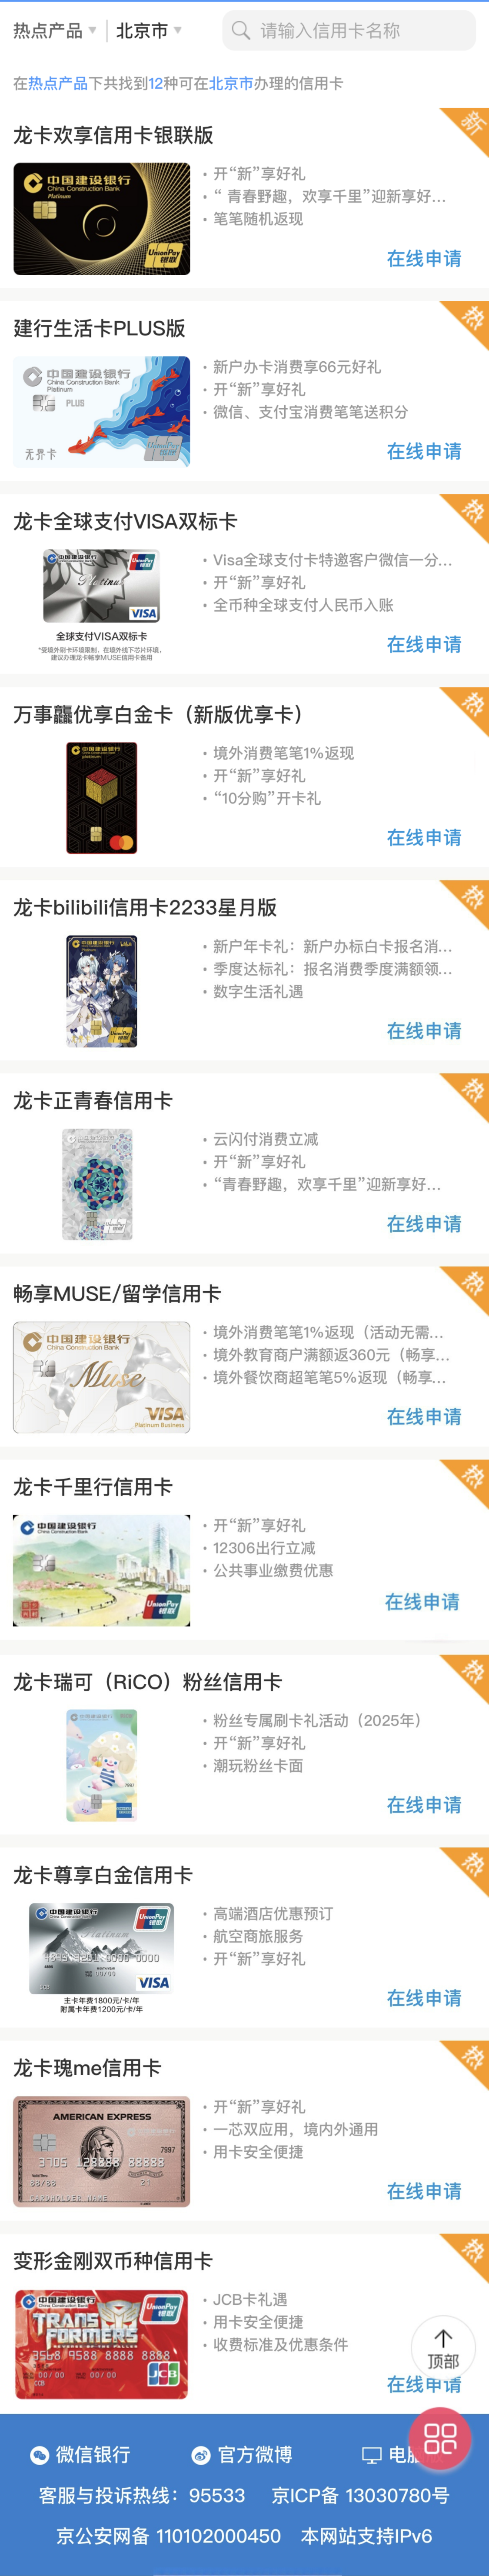 热点产品 北京市 请输入信用卡名称
在热点产品下共找到12种可在北京市办理的信用卡
新
龙卡欢享信用卡银联版
中国建设银行
China Construction Bank
Platinum
UnionPay
银联
· 开“新”享好礼
· “ 青春野趣，欢享千里”迎新享好...
· 笔笔随机返现
在线申请
热
建行生活卡PLUS版
中国建设银行
China Construction Bank
Platinum
PLUS
无界卡
· 新户办卡消费享66元好礼
· 开“新”享好礼
· 微信、支付宝消费笔笔送积分
在线申请
热
龙卡全球支付VISA双标卡
中国建设银行
UnionPay
银联
VISA
全球支付VISA双标卡
*受境外刷卡环境限制，在境外线下芯片环境，
建议办理龙卡畅享MUSE信用卡备用
· Visa全球支付卡特邀客户微信一分...
· 开“新”享好礼
· 全币种全球支付人民币入账
在线申请
热
万事龘优享白金卡（新版优享卡）
中国建设银行
· 境外消费笔笔1%返现
· 开“新”享好礼
· “10分购”开卡礼
在线申请
热
龙卡bilibili信用卡2233星月版
中国建设银行
UnionPay
· 新户年卡礼：新户办标白卡报名消...
· 季度达标礼：报名消费季度满额领...
· 数字生活礼遇
在线申请
热
龙卡正青春信用卡
· 云闪付消费立减
· 开“新”享好礼
· “青春野趣，欢享千里”迎新享好...
在线申请
热
畅享MUSE/留学信用卡
中国建设银行
China Construction Bank
Muse
VISA
Platinum Business
· 境外消费笔笔1%返现（活动无需...
· 境外教育商户满额返360元（畅享...
· 境外餐饮商超笔笔5%返现（畅享...
在线申请
热
龙卡千里行信用卡
中国建设银行
China Construction Bank
UnionPay
银联
· 开“新”享好礼
· 12306出行立减
· 公共事业缴费优惠
在线申请
热
龙卡瑞可（RiCO）粉丝信用卡
中国建设银行
7997
· 粉丝专属刷卡礼活动（2025年）
· 开“新”享好礼
· 潮玩粉丝卡面
在线申请
热
龙卡尊享白金信用卡
中国建设银行
China Construction Bank
UnionPay
银联
Platinum
VISA
主卡年费1800元/卡/年
附属卡年费1200元/卡/年
· 高端酒店优惠预订
· 航空商旅服务
· 开“新”享好礼
在线申请
热
龙卡瑰me信用卡
AMERICAN EXPRESS
7997
3705 88888
CARDHOLDER NAME
· 开“新”享好礼
· 一芯双应用，境内外通用
· 用卡安全便捷
在线申请
热
变形金刚双币种信用卡
中国建设银行
China Construction Bank
UnionPay
银联
TRANSFORMERS
3568 9588 8888 8888
JCB
· JCB卡礼遇
· 用卡安全便捷
· 收费标准及优惠条件
在线申请
顶部
微信银行 官方微博 电脑
客服与投诉热线：95533 京ICP备 13030780号
京公安网备 110102000450 本网站支持IPv6